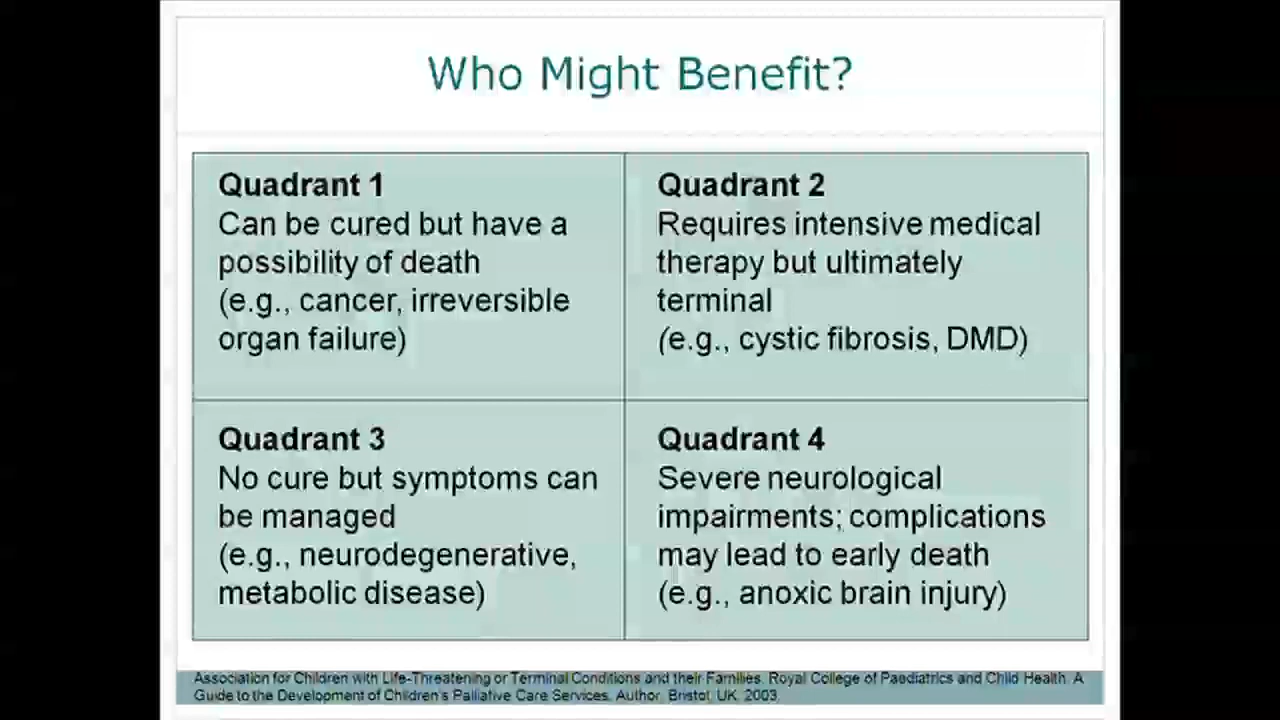 Who Might Benefit?
Quadrant 1
Can be cured but have a
possibility of death
(e.g., cancer, irreversible
organ failure)
Quadrant 2
Requires intensive medical
therapy but ultimately
terminal
(e.g., cystic fibrosis, DMD)
Quadrant 3
No cure but symptoms can
be managed
(e.g., neurodegenerative,
metabolic disease)
Quadrant 4
Severe neurological
impairments; complications
may lead to early death
(e.g., anoxic brain injury)
Association for Children with Life-Threatening or Terminal Conditions and their Families. Royal College of Paediatrics and Child Health. A
Guide to the Development of Children's Palliative Care Services. Author. Bristol, UK. 2003.